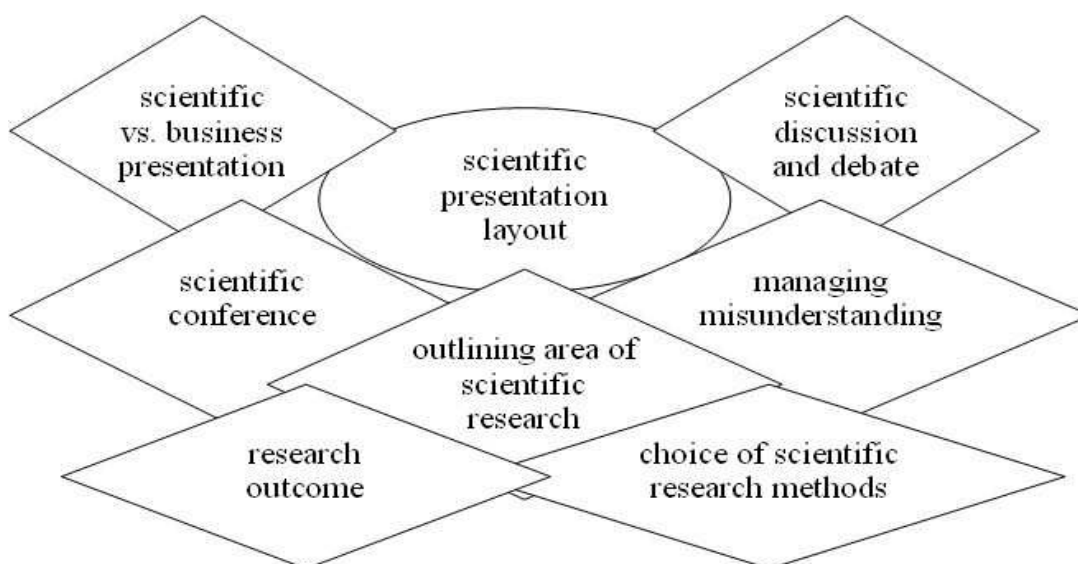 scientific
vs. business
presentation
scientific
presentation
layout
scientific
discussion
and debate
scientific
conference
managing
misunderstanding
outlining area of
scientific
research
research
outcome
choice of scientific
research methods